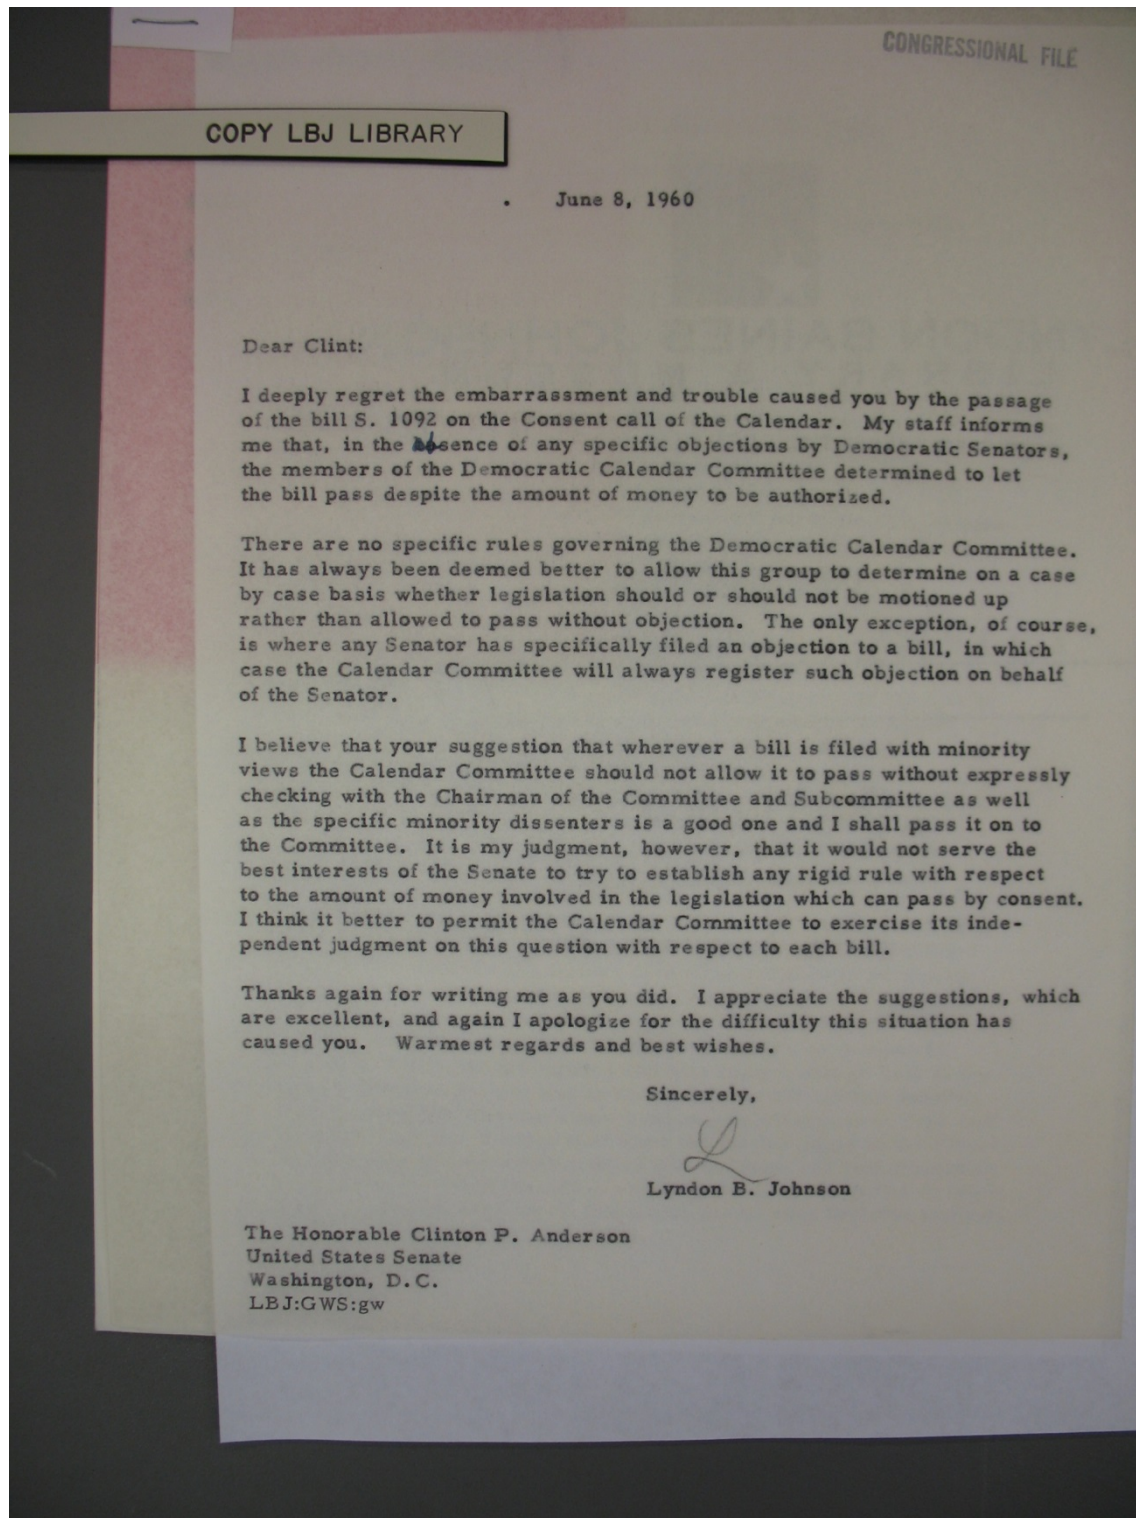 CONGRESSIONAL FILE
COPY LBJ LIBRARY
. June 8, 1960
Dear Clint:
I deeply regret the embarrassment and trouble caused you by the passage
of the bill S. 1092 on the Consent call of the Calendar. My staff informs
me that, in the absence of any specific objections by Democratic Senators,
the members of the Democratic Calendar Committee determined to let
the bill pass despite the amount of money to be authorized.
There are no specific rules governing the Democratic Calendar Committee.
It has always been deemed better to allow this group to determine on a case
by case basis whether legislation should or should not be motioned up
rather than allowed to pass without objection. The only exception, of course,
is where any Senator has specifically filed an objection to a bill, in which
case the Calendar Committee will always register such objection on behalf
of the Senator.
I believe that your suggestion that wherever a bill is filed with minority
views the Calendar Committee should not allow it to pass without expressly
checking with the Chairman of the Committee and Subcommittee as well
as the specific minority dissenters is a good one and I shall pass it on to
the Committee. It is my judgment, however, that it would not serve the
best interests of the Senate to try to establish any rigid rule with respect
to the amount of money involved in the legislation which can pass by consent.
I think it better to permit the Calendar Committee to exercise its inde-
pendent judgment on this question with respect to each bill.
Thanks again for writing me as you did. I appreciate the suggestions, which
are excellent, and again I apologize for the difficulty this situation has
caused you. Warmest regards and best wishes.
Sincerely,
L
Lyndon B. Johnson
The Honorable Clinton P. Anderson
United States Senate
Washington, D.C.
LBJ:GWS:gw